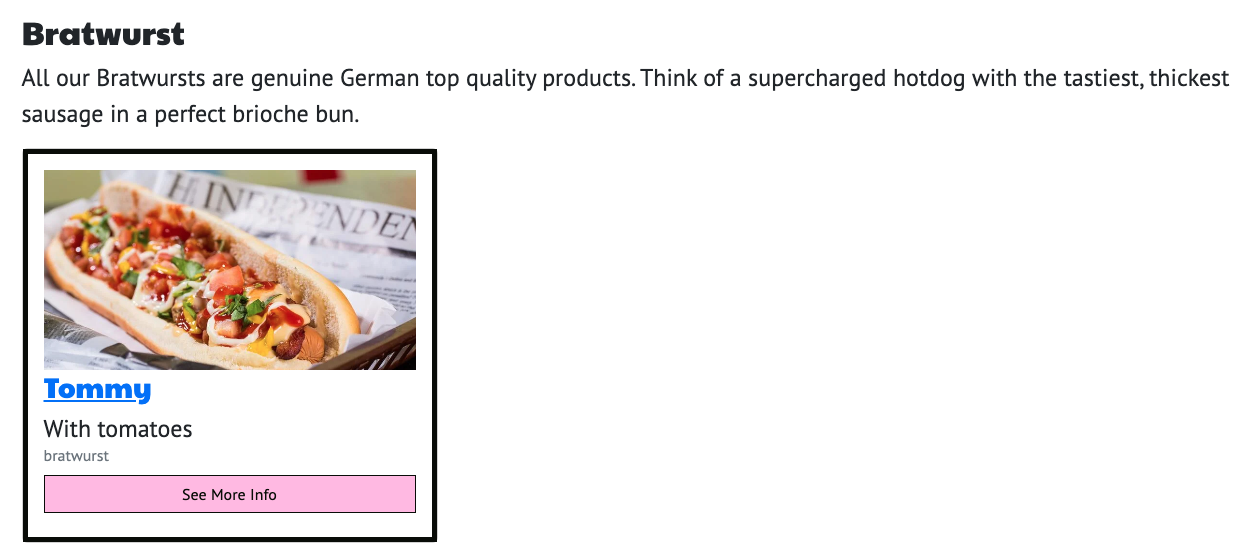 Bratwurst
All our Bratwursts are genuine German top quality products. Think of a supercharged hotdog with the tastiest, thickest
sausage in a perfect brioche bun.
Tommy
With tomatoes
bratwurst
See More Info